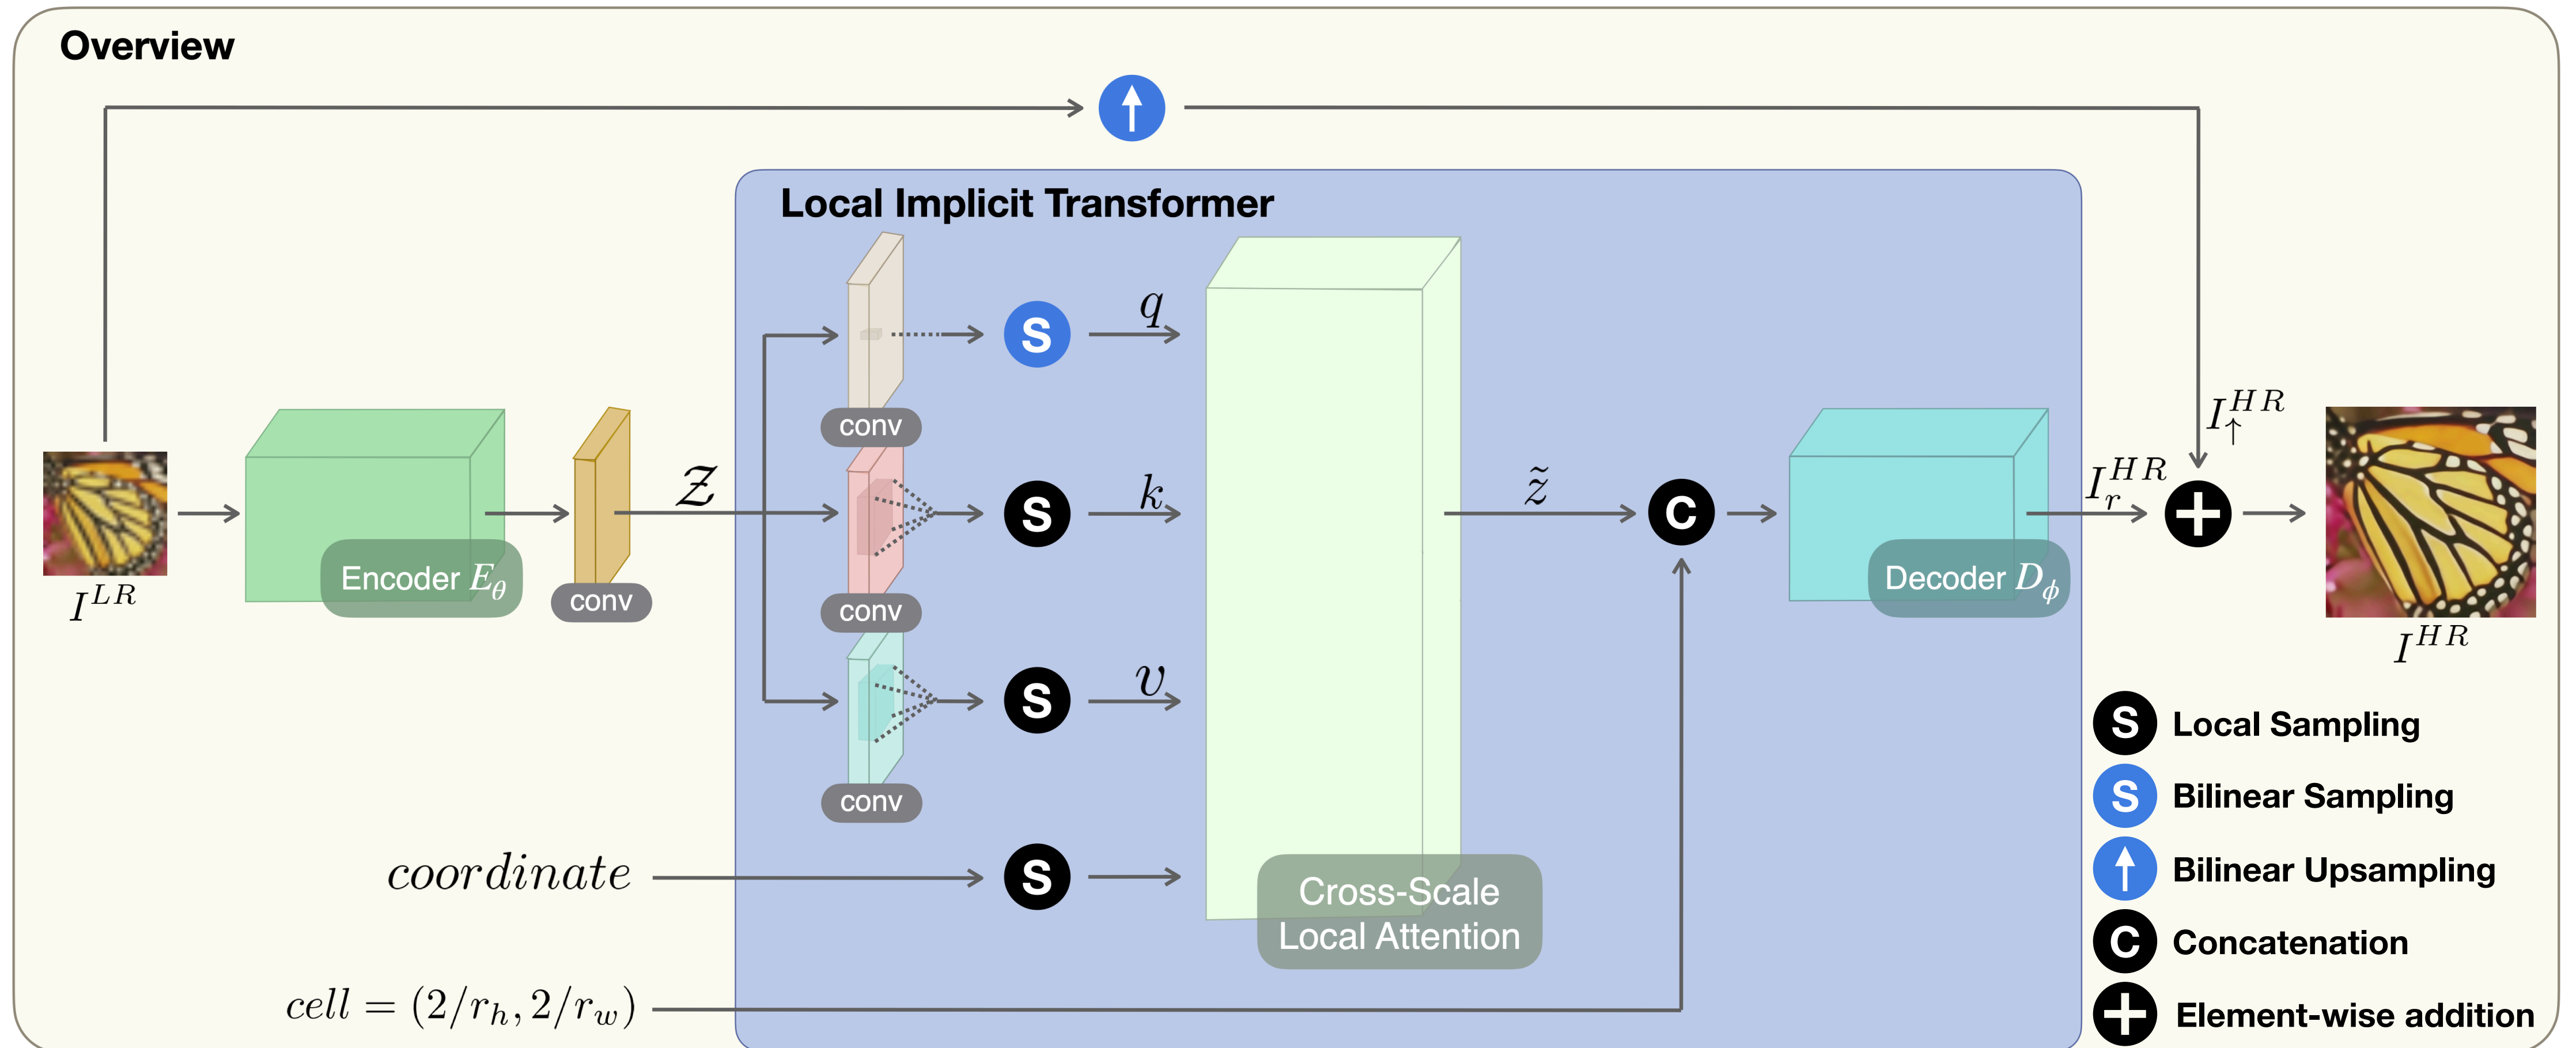 Overview
Local Implicit Transformer
S
q
conv
I^{LR}
Encoder E_θ
conv
Z
S
k
conv
S
v
conv
coordinate
S
cell = (2/r_h, 2/r_w)
Cross-Scale
Local Attention
z̃
C
Decoder D_ϕ
I_r^{HR}
I_↑^{HR}
+
I^{HR}
S Local Sampling
S Bilinear Sampling
↑ Bilinear Upsampling
C Concatenation
+ Element-wise addition